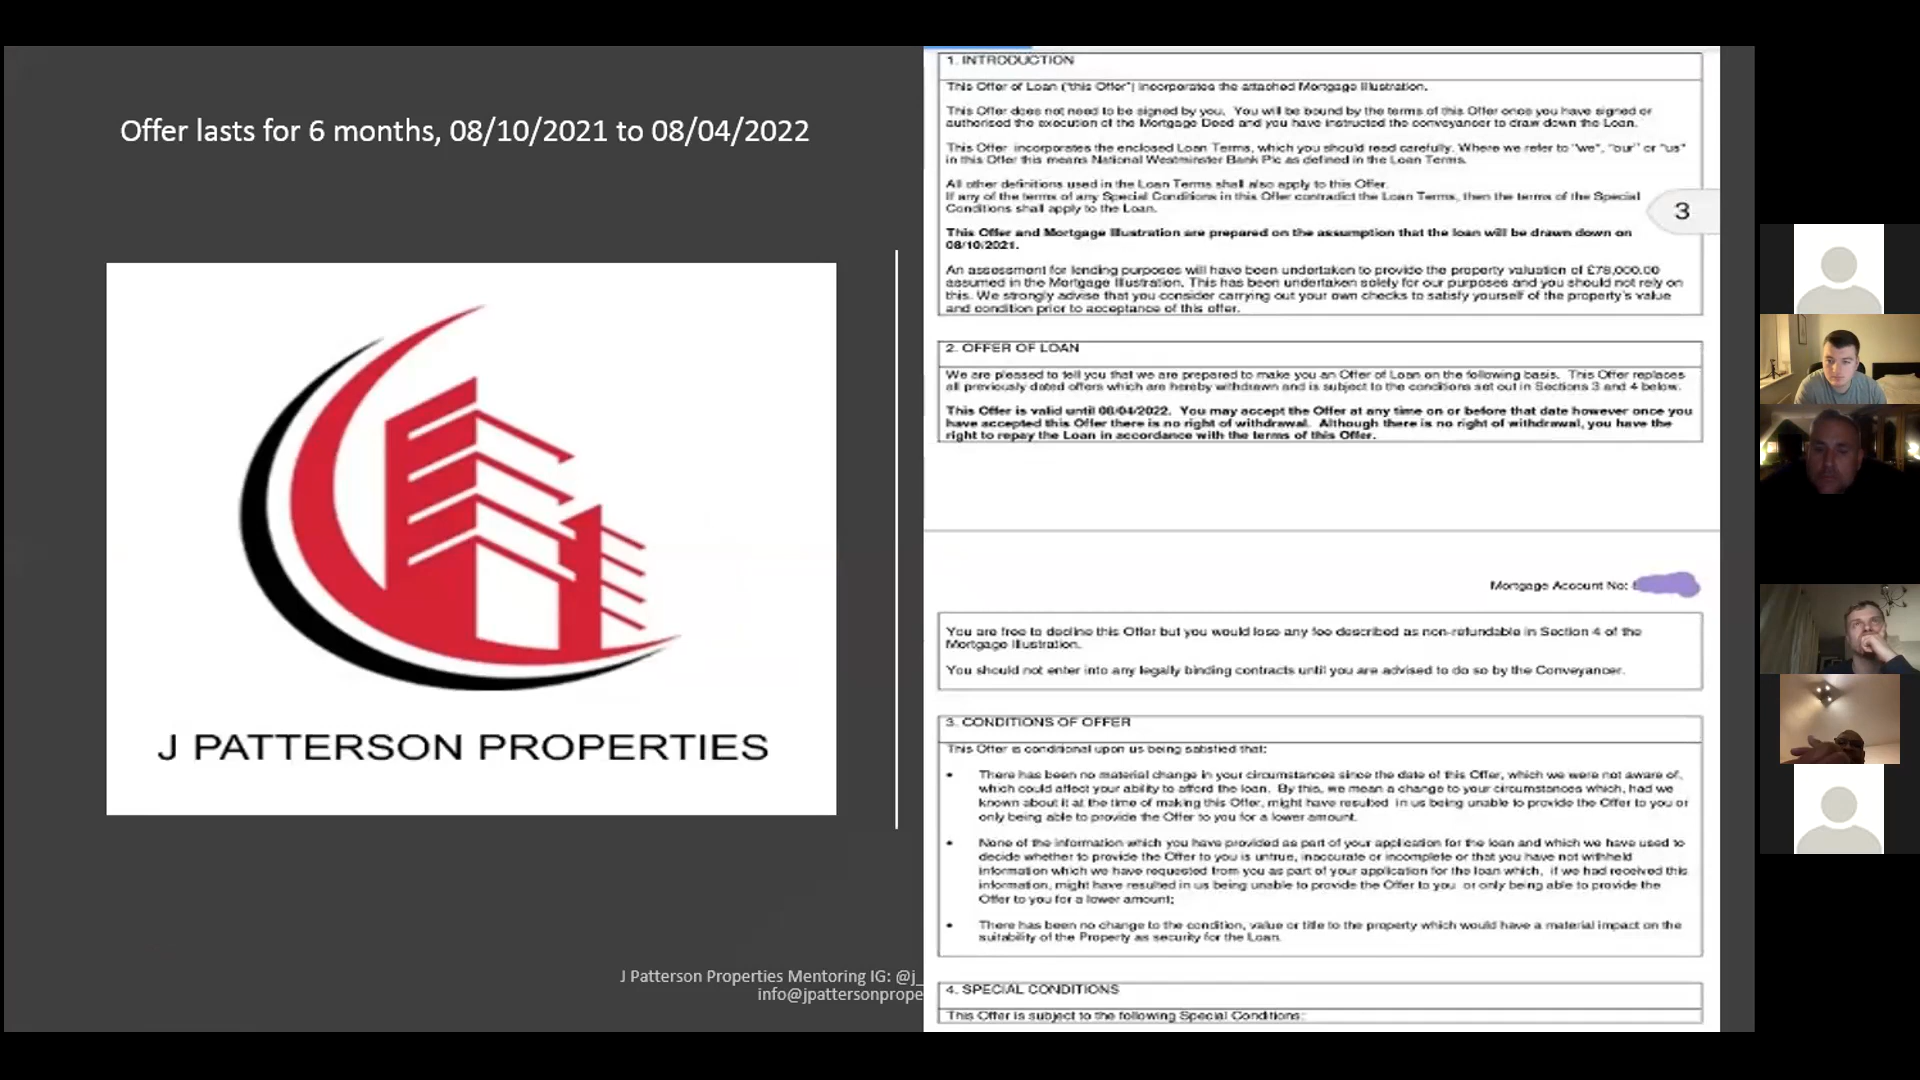 Offer lasts for 6 months, 08/10/2021 to 08/04/2022
J PATTERSON PROPERTIES
J Patterson Properties Mentoring IG: @j_
info@jpattersonprope
1. INTRODUCTION
This Offer of Loan ("this Offer") incorporates the attached Mortgage Illustration.
This Offer does not need to be signed by you. You will be bound by the terms of this Offer once you have signed or
authorised the execution of the Mortgage Deed and you have instructed the conveyancer to draw down the Loan.
This Offer incorporates the enclosed Loan Terms, which you should read carefully. Where we refer to "we", "our" or "us"
in this Offer this means National Westminster Bank Plc as defined in the Loan Terms.
All other definitions used in the Loan Terms shall also apply to this Offer.
If any of the terms of any Special Conditions in this Offer contradict the Loan Terms, then the terms of the Special
Conditions shall apply to the Loan.
3
This Offer and Mortgage Illustration are prepared on the assumption that the loan will be drawn down on
08/10/2021.
An assessment for lending purposes will have been undertaken to provide the property valuation of £78,000.00
assumed in the Mortgage Illustration. This has been undertaken solely for our purposes and you should not rely on
this. We strongly advise that you consider carrying out your own checks to satisfy yourself of the property's value
and condition prior to acceptance of this offer.
2. OFFER OF LOAN
We are pleased to tell you that we are prepared to make you an Offer of Loan on the following basis. This Offer replaces
all previously dated offers which are hereby withdrawn and is subject to the conditions set out in Sections 3 and 4 below.
This Offer is valid until 08/04/2022. You may accept the Offer at any time on or before that date however once you
have accepted this Offer there is no right of withdrawal. Although there is no right of withdrawal, you have the
right to repay the Loan in accordance with the terms of this Offer.
Mortgage Account No:
You are free to decline this Offer but you would lose any fee described as non-refundable in Section 4 of the
Mortgage Illustration.
You should not enter into any legally binding contracts until you are advised to do so by the Conveyancer.
3. CONDITIONS OF OFFER
This Offer is conditional upon us being satisfied that:
• There has been no material change in your circumstances since the date of this Offer, which we were not aware of,
which could affect your ability to afford the loan. By this, we mean a change to your circumstances which, had we
known about it at the time of making this Offer, might have resulted in us being unable to provide the Offer to you or
only being able to provide the Offer to you for a lower amount.
• None of the information which you have provided as part of your application for the loan and which we have used to
decide whether to provide the Offer to you is untrue, inaccurate or incomplete or that you have not withheld
information which we have requested from you as part of your application for the loan which, if we had received this
information, might have resulted in us being unable to provide the Offer to you or only being able to provide the
Offer to you for a lower amount;
• There has been no change to the condition, value or title to the property which would have a material impact on the
suitability of the Property as security for the Loan.
4. SPECIAL CONDITIONS
This Offer is subject to the following Special Conditions: